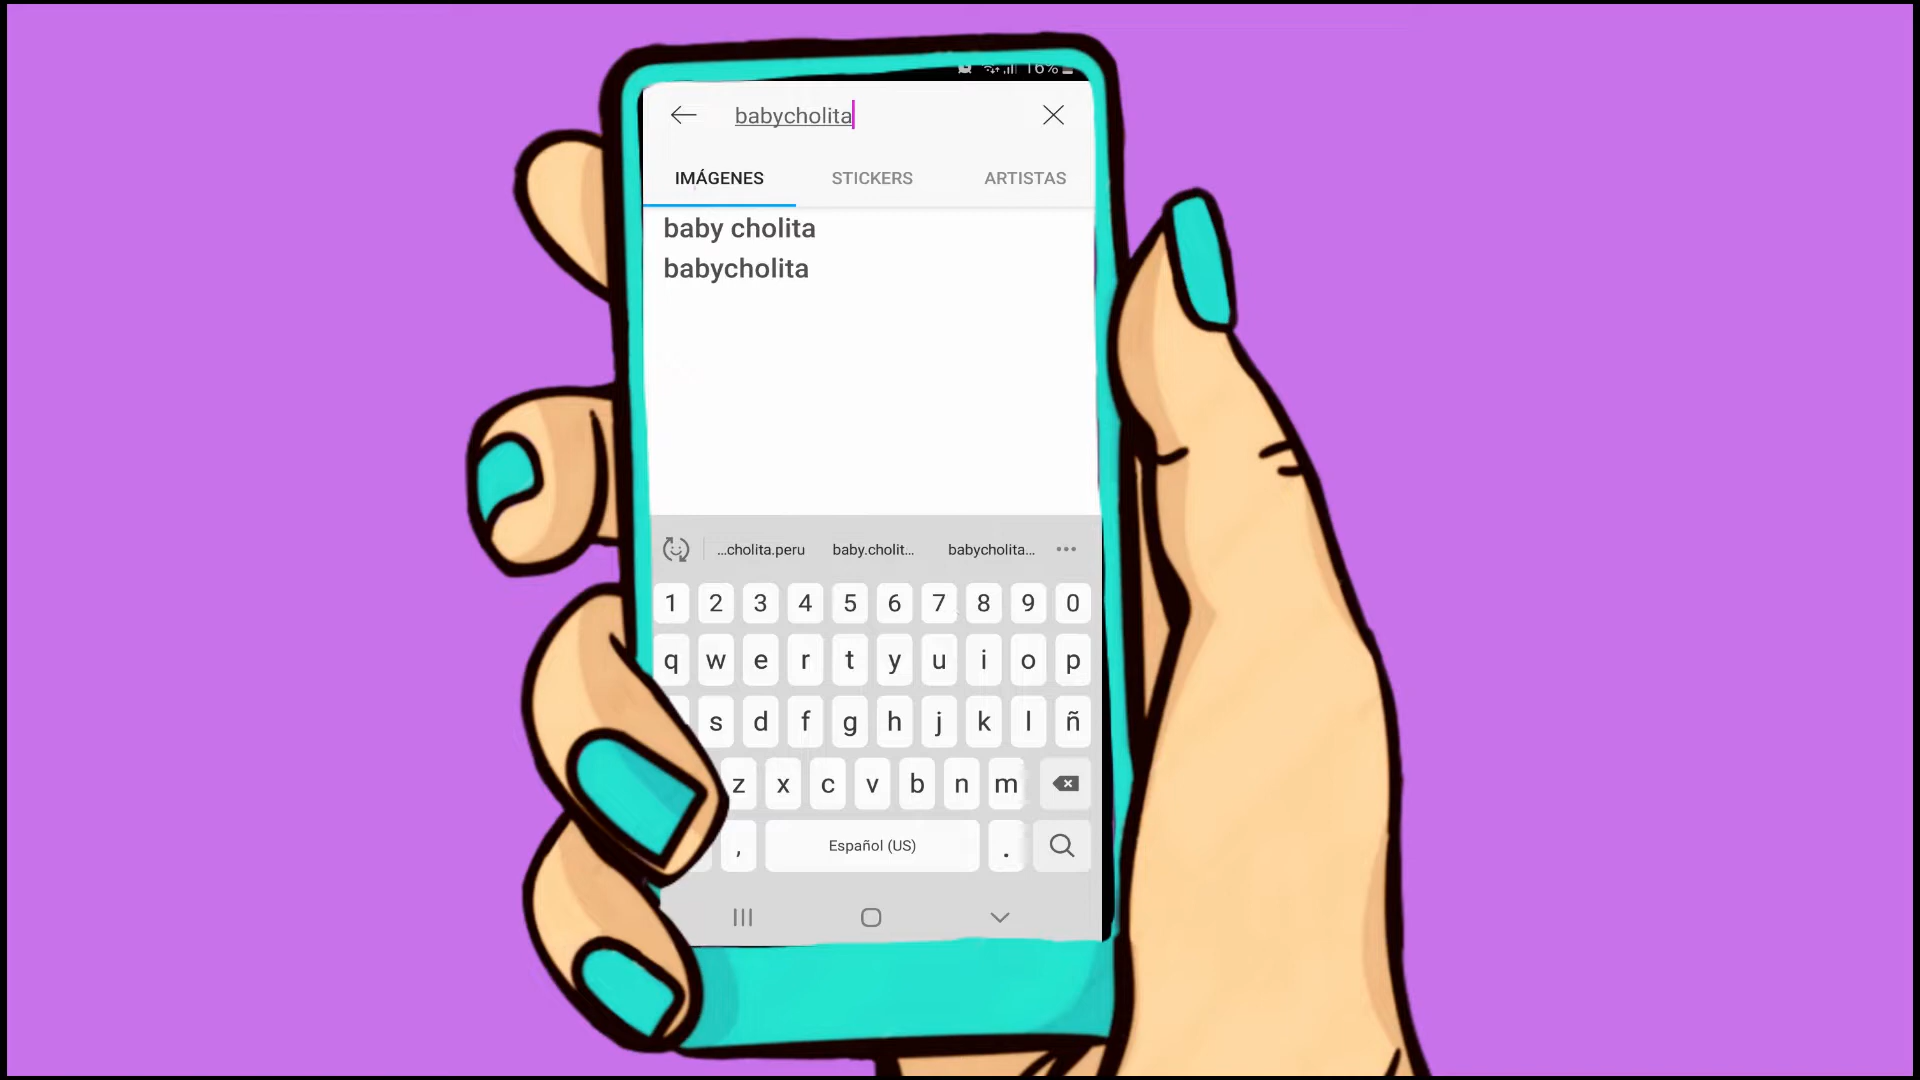 16%
babycholita
IMÁGENES STICKERS ARTISTAS
baby cholita
babycholita
...cholita.peru baby.cholit... babycholita... •••
1 2 3 4 5 6 7 8 9 0
q w e r t y u i o p
s d f g h j k l ñ
z x c v b n m
, Español (US) .